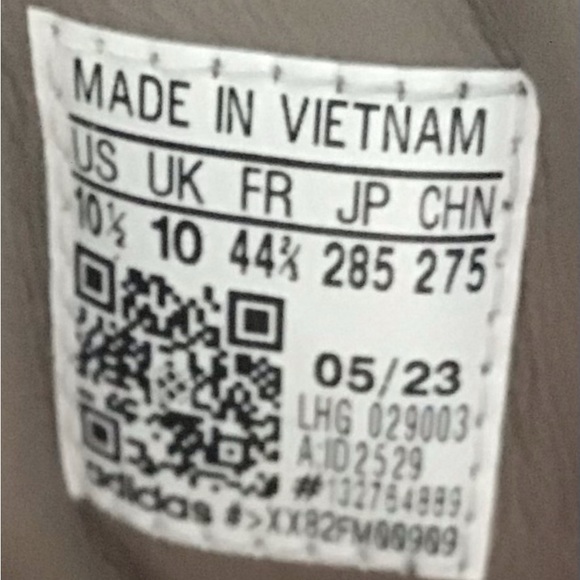 MADE IN VIETNAM
US UK FR JP CHN
10½ 10 44⅔ 285 275
05/23
LHG 029003
A:ID2529
#132764889
adidas #>XX82FM00909